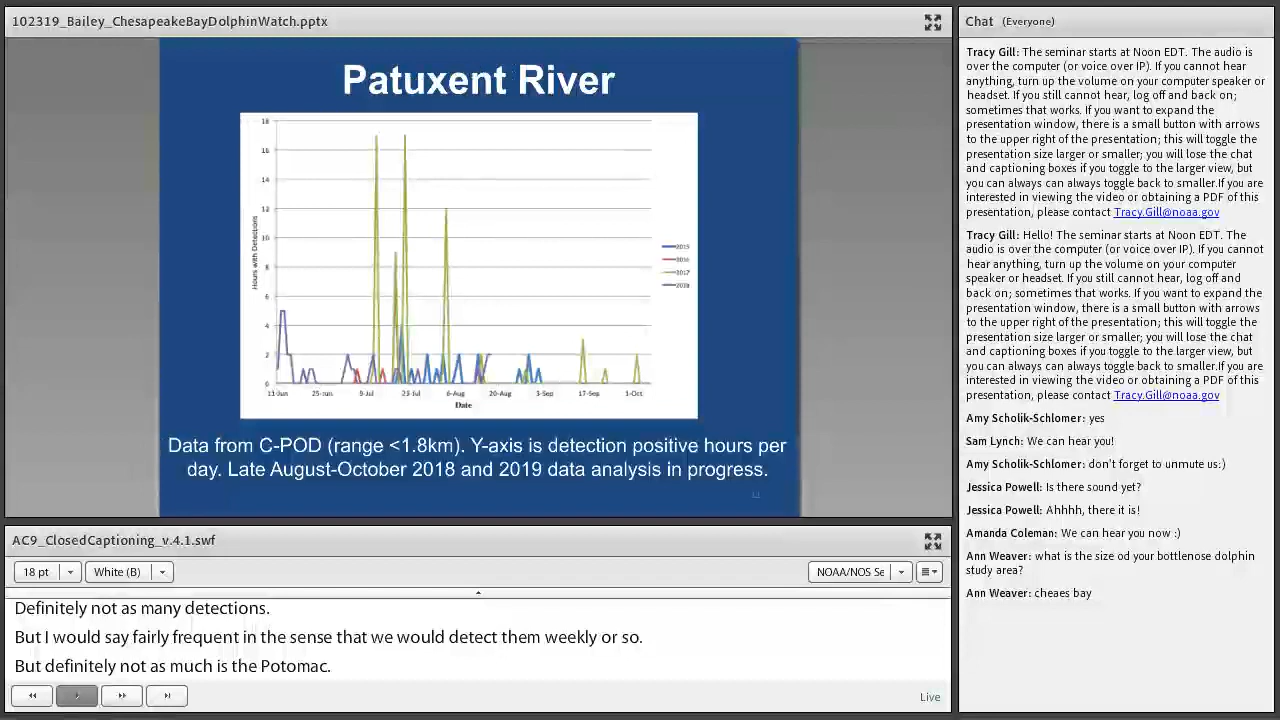 102319_Bailey_ChesapeakeBayDolphinWatch.pptx
Patuxent River
18
16
14
12
10
8
6
4
2
0
Hours with Detections
11-Jun 25-Jun 9-Jul 23-Jul 6-Aug 20-Aug 3-Sep 17-Sep 1-Oct
Date
2015
2016
2017
2018
Data from C-POD (range <1.8km). Y-axis is detection positive hours per
day. Late August-October 2018 and 2019 data analysis in progress.
AC9_ClosedCaptioning_v.4.1.swf
18 pt
White (B)
NOAA/NOS Se
Definitely not as many detections.
But I would say fairly frequent in the sense that we would detect them weekly or so.
But definitely not as much is the Potomac.
Live
Chat (Everyone)
Tracy Gill: The seminar starts at Noon EDT. The audio is
over the computer (or voice over IP). If you cannot hear
anything, turn up the volume on your computer speaker or
headset. If you still cannot hear, log off and back on;
sometimes that works. If you want to expand the
presentation window, there is a small button with arrows
to the upper right of the presentation; this will toggle the
presentation size larger or smaller; you will lose the chat
and captioning boxes if you toggle to the larger view, but
you can always can always toggle back to smaller.If you are
interested in viewing the video or obtaining a PDF of this
presentation, please contact Tracy.Gill@noaa.gov
Tracy Gill: Hello! The seminar starts at Noon EDT. The
audio is over the computer (or voice over IP). If you cannot
hear anything, turn up the volume on your computer
speaker or headset. If you still cannot hear, log off and
back on; sometimes that works. If you want to expand the
presentation window, there is a small button with arrows
to the upper right of the presentation; this will toggle the
presentation size larger or smaller; you will lose the chat
and captioning boxes if you toggle to the larger view, but
you can always can always toggle back to smaller.If you are
interested in viewing the video or obtaining a PDF of this
presentation, please contact Tracy.Gill@noaa.gov
Amy Scholik-Schlomer: yes
Sam Lynch: We can hear you!
Amy Scholik-Schlomer: don't forget to unmute us:)
Jessica Powell: Is there sound yet?
Jessica Powell: Ahhhh, there it is!
Amanda Coleman: We can hear you now :)
Ann Weaver: what is the size od your bottlenose dolphin
study area?
Ann Weaver: cheaes bay